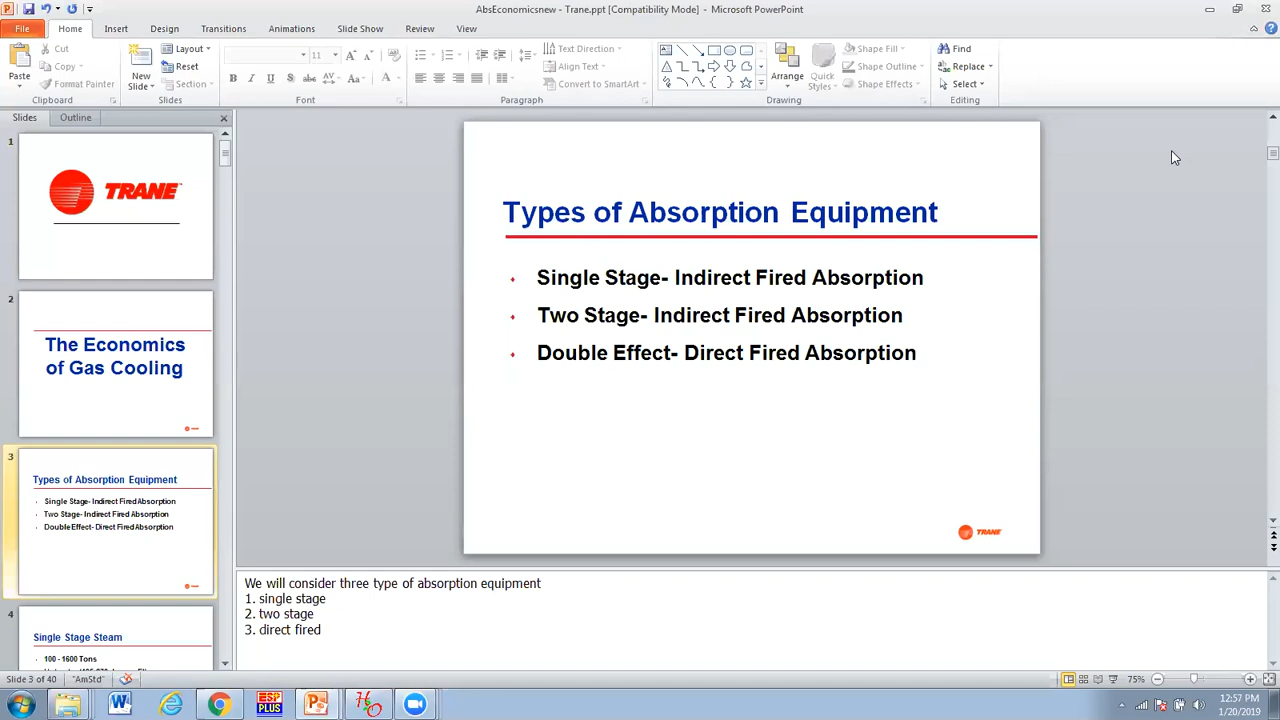 AbsEconomicsnew - Trane.ppt [Compatibility Mode] - Microsoft PowerPoint
File Home Insert Design Transitions Animations Slide Show Review View
Paste
Cut
Copy
Format Painter
Clipboard
New Slide
Layout
Reset
Section
Slides
11
Font
Text Direction
Align Text
Convert to SmartArt
Paragraph
Arrange
Quick Styles
Shape Fill
Shape Outline
Shape Effects
Drawing
Find
Replace
Select
Editing
Slides Outline
1
TRANE
2
The Economics
of Gas Cooling
3
Types of Absorption Equipment
Single Stage- Indirect Fired Absorption
Two Stage- Indirect Fired Absorption
Double Effect- Direct Fired Absorption
4
Single Stage Steam
100 - 1600 Tons
Types of Absorption Equipment
Single Stage- Indirect Fired Absorption
Two Stage- Indirect Fired Absorption
Double Effect- Direct Fired Absorption
TRANE
We will consider three type of absorption equipment
1. single stage
2. two stage
3. direct fired
Slide 3 of 40 "AmStd" 75%
ESP PLUS
12:57 PM
1/20/2019